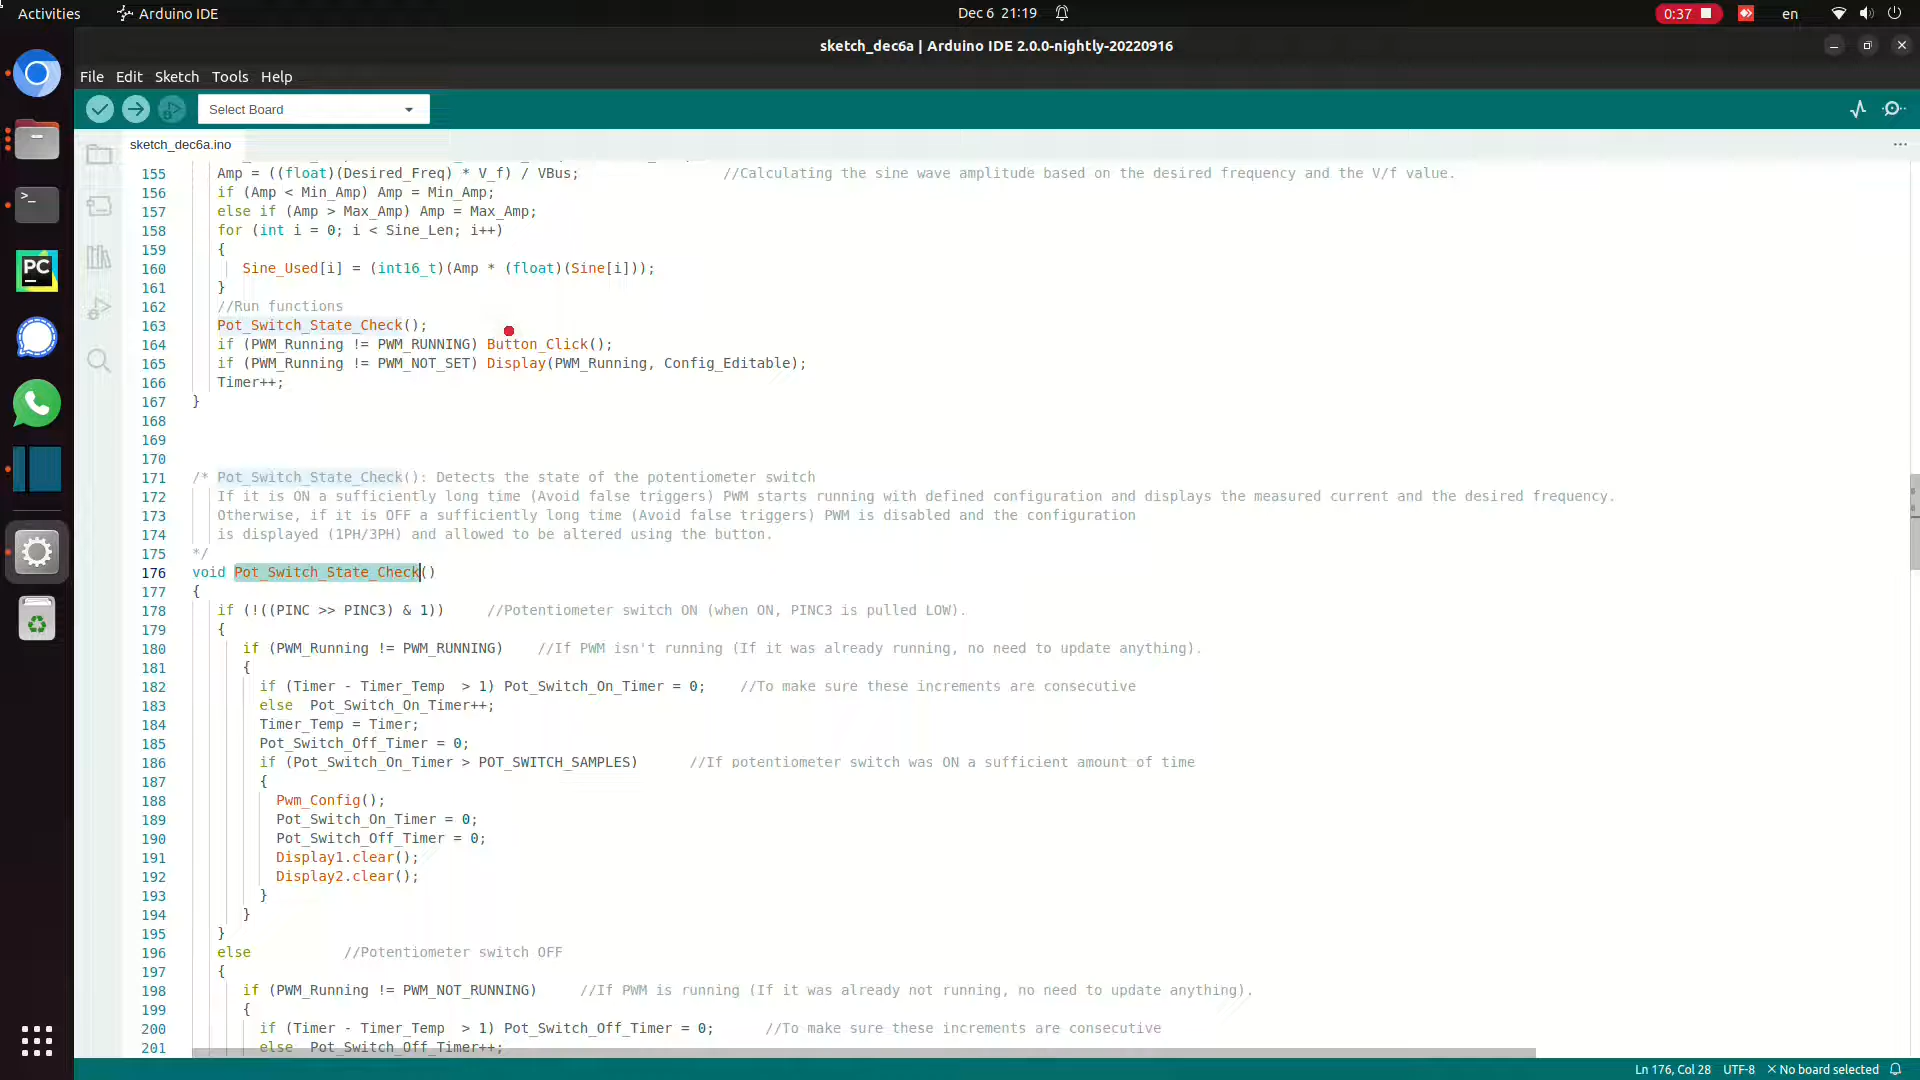 Activities
Arduino IDE
Dec 6 21:19
0:37
en
sketch_dec6a | Arduino IDE 2.0.0-nightly-20220916
File Edit Sketch Tools Help
Select Board
sketch_dec6a.ino
155 Amp = ((float)(Desired_Freq) * V_f) / VBus; //Calculating the sine wave amplitude based on the desired frequency and the V/f value.
156 if (Amp < Min_Amp) Amp = Min_Amp;
157 else if (Amp > Max_Amp) Amp = Max_Amp;
158 for (int i = 0; i < Sine_Len; i++)
159 {
160 Sine_Used[i] = (int16_t)(Amp * (float)(Sine[i]));
161 }
162 //Run functions
163 Pot_Switch_State_Check();
164 if (PWM_Running != PWM_RUNNING) Button_Click();
165 if (PWM_Running != PWM_NOT_SET) Display(PWM_Running, Config_Editable);
166 Timer++;
167 }
168
169
170
171 /* Pot_Switch_State_Check(): Detects the state of the potentiometer switch
172 If it is ON a sufficiently long time (Avoid false triggers) PWM starts running with defined configuration and displays the measured current and the desired frequency.
173 Otherwise, if it is OFF a sufficiently long time (Avoid false triggers) PWM is disabled and the configuration
174 is displayed (1PH/3PH) and allowed to be altered using the button.
175 */
176 void Pot_Switch_State_Check()
177 {
178 if (!((PINC >> PINC3) & 1)) //Potentiometer switch ON (when ON, PINC3 is pulled LOW).
179 {
180 if (PWM_Running != PWM_RUNNING) //If PWM isn't running (If it was already running, no need to update anything).
181 {
182 if (Timer - Timer_Temp > 1) Pot_Switch_On_Timer = 0; //To make sure these increments are consecutive
183 else Pot_Switch_On_Timer++;
184 Timer_Temp = Timer;
185 Pot_Switch_Off_Timer = 0;
186 if (Pot_Switch_On_Timer > POT_SWITCH_SAMPLES) //If potentiometer switch was ON a sufficient amount of time
187 {
188 Pwm_Config();
189 Pot_Switch_On_Timer = 0;
190 Pot_Switch_Off_Timer = 0;
191 Display1.clear();
192 Display2.clear();
193 }
194 }
195 }
196 else //Potentiometer switch OFF
197 {
198 if (PWM_Running != PWM_NOT_RUNNING) //If PWM is running (If it was already not running, no need to update anything).
199 {
200 if (Timer - Timer_Temp > 1) Pot_Switch_Off_Timer = 0; //To make sure these increments are consecutive
201 else Pot_Switch_Off_Timer++;
Ln 176, Col 28 UTF-8 No board selected
PC